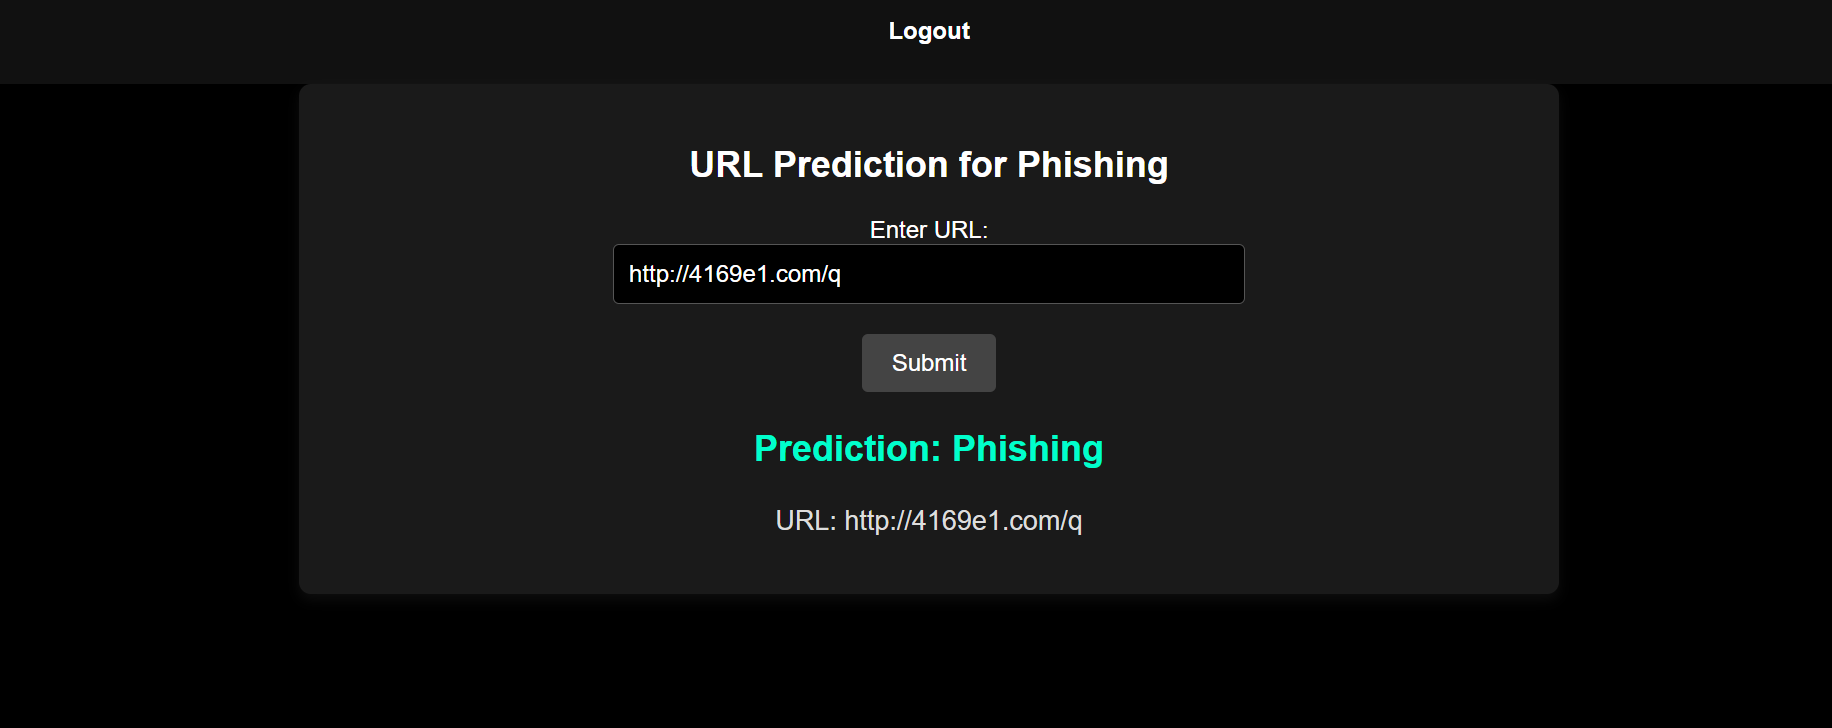 Logout
URL Prediction for Phishing
Enter URL:
http://4169e1.com/q
Submit
Prediction: Phishing
URL: http://4169e1.com/q